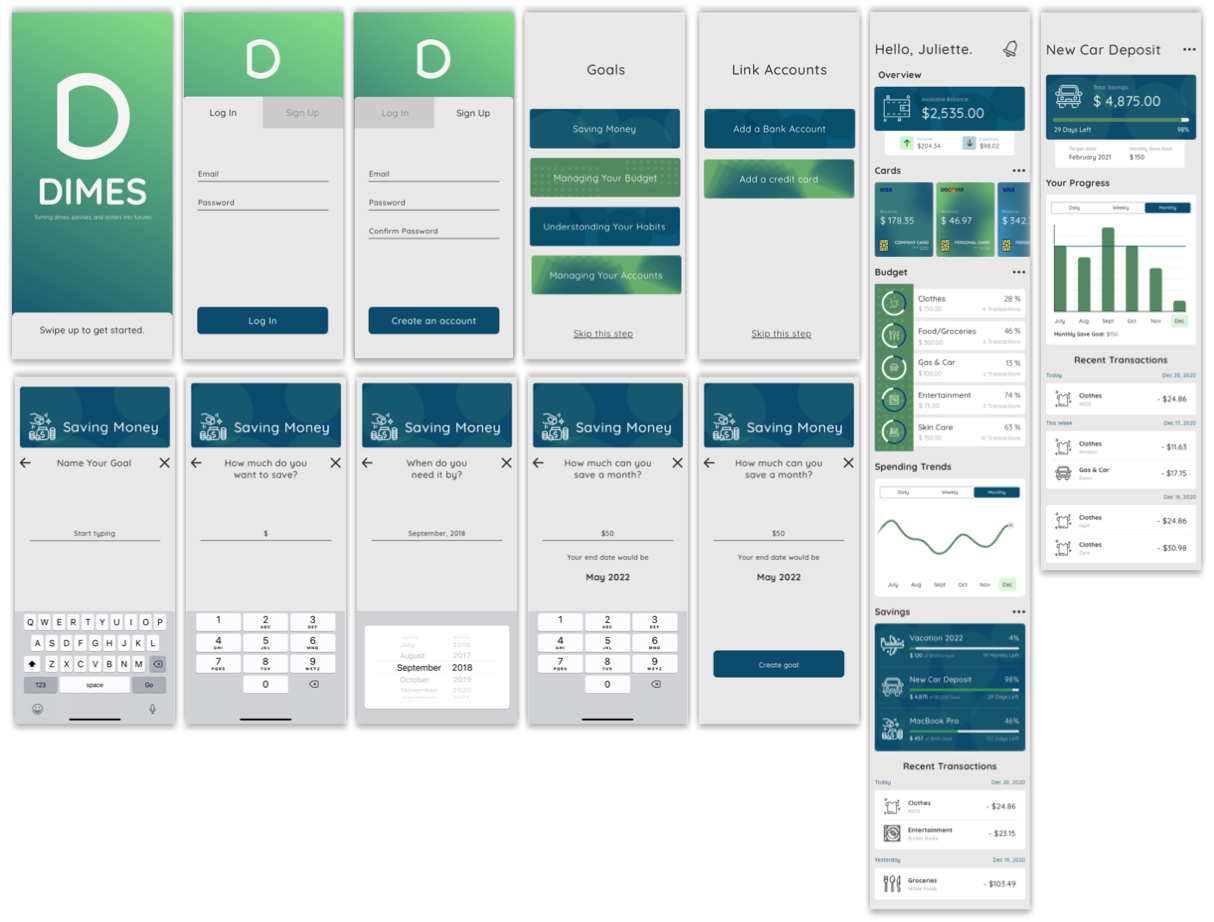 DIMES
Turning dimes, pennies, and dollars into futures.
Swipe up to get started.
Log In
Sign Up
Email
Password
Log In
Log In
Sign Up
Email
Password
Confirm Password
Create an account
Goals
Saving Money
Managing Your Budget
Understanding Your Habits
Managing Your Accounts
Skip this step
Link Accounts
Add a Bank Account
Add a credit card
Skip this step
Hello, Juliette.
Overview
Available Balance
$2,535.00
Income
$204.34
Expenses
$98.02
Cards
VISA
Balance
$ 178.35
COMPANY CARD
DISCOVER
Balance
$ 46.97
PERSONAL CARD
VISA
Balance
$ 342.
PERSO
Budget
Clothes 28 %
$ 150.00 4 Transactions
Food/Groceries 46 %
$ 300.00 6 Transactions
Gas & Car 13 %
$ 100.00 2 Transactions
Entertainment 74 %
$ 75.00 5 Transactions
Skin Care 63 %
$ 150.00 10 Transactions
Spending Trends
Daily Weekly Monthly
July Aug Sept Oct Nov Dec
Savings
Vacation 2022 4%
$ 120 19 Months Left
New Car Deposit 98%
$ 4,875 29 Days Left
MacBook Pro 46%
$ 457 Days Left
Recent Transactions
Today Dec 20, 2020
Clothes
ASOS
- $24.86
Entertainment
- $23.15
Yesterday Dec 19, 2020
Groceries
Whole Foods
- $103.49
New Car Deposit
Total Savings:
$ 4,875.00
29 Days Left 98%
Target date:
February 2021
Monthly Save Goal:
$ 150
Your Progress
Daily Weekly Monthly
July Aug Sept Oct Nov Dec
Monthly Save Goal: $150
Recent Transactions
Today Dec 20, 2020
Clothes
ASOS
- $24.86
This Week Dec 17, 2020
Clothes
Amazon
- $11.63
Gas & Car
Exxon
- $17.15
Dec 16, 2020
Clothes
H&M
- $24.86
Clothes
Zara
- $30.98
Saving Money
Name Your Goal
Start typing
Q W E R T Y U I O P
A S D F G H J K L
Z X C V B N M
123 space Go
Saving Money
How much do you
want to save?
$
1 2 3
ABC DEF
4 5 6
GHI JKL MNO
7 8 9
PQRS TUV WXYZ
0
Saving Money
When do you
need it by?
September, 2018
July 2016
August 2017
September 2018
October 2019
November 2020
Saving Money
How much can you
save a month?
$50
Your end date would be
May 2022
1 2 3
ABC DEF
4 5 6
GHI JKL MNO
7 8 9
PQRS TUV WXYZ
0
Saving Money
How much can you
save a month?
$50
Your end date would be
May 2022
Create goal